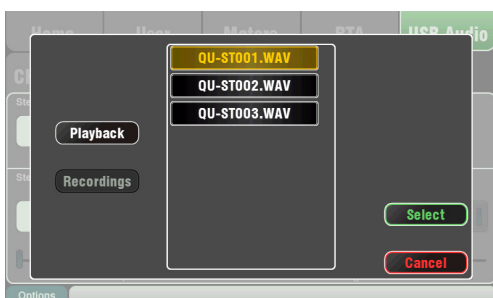 Home User Meters RTA USB Audio
QU-ST001.WAV
QU-ST002.WAV
QU-ST003.WAV
Playback
Recordings
Select
Cancel
Options